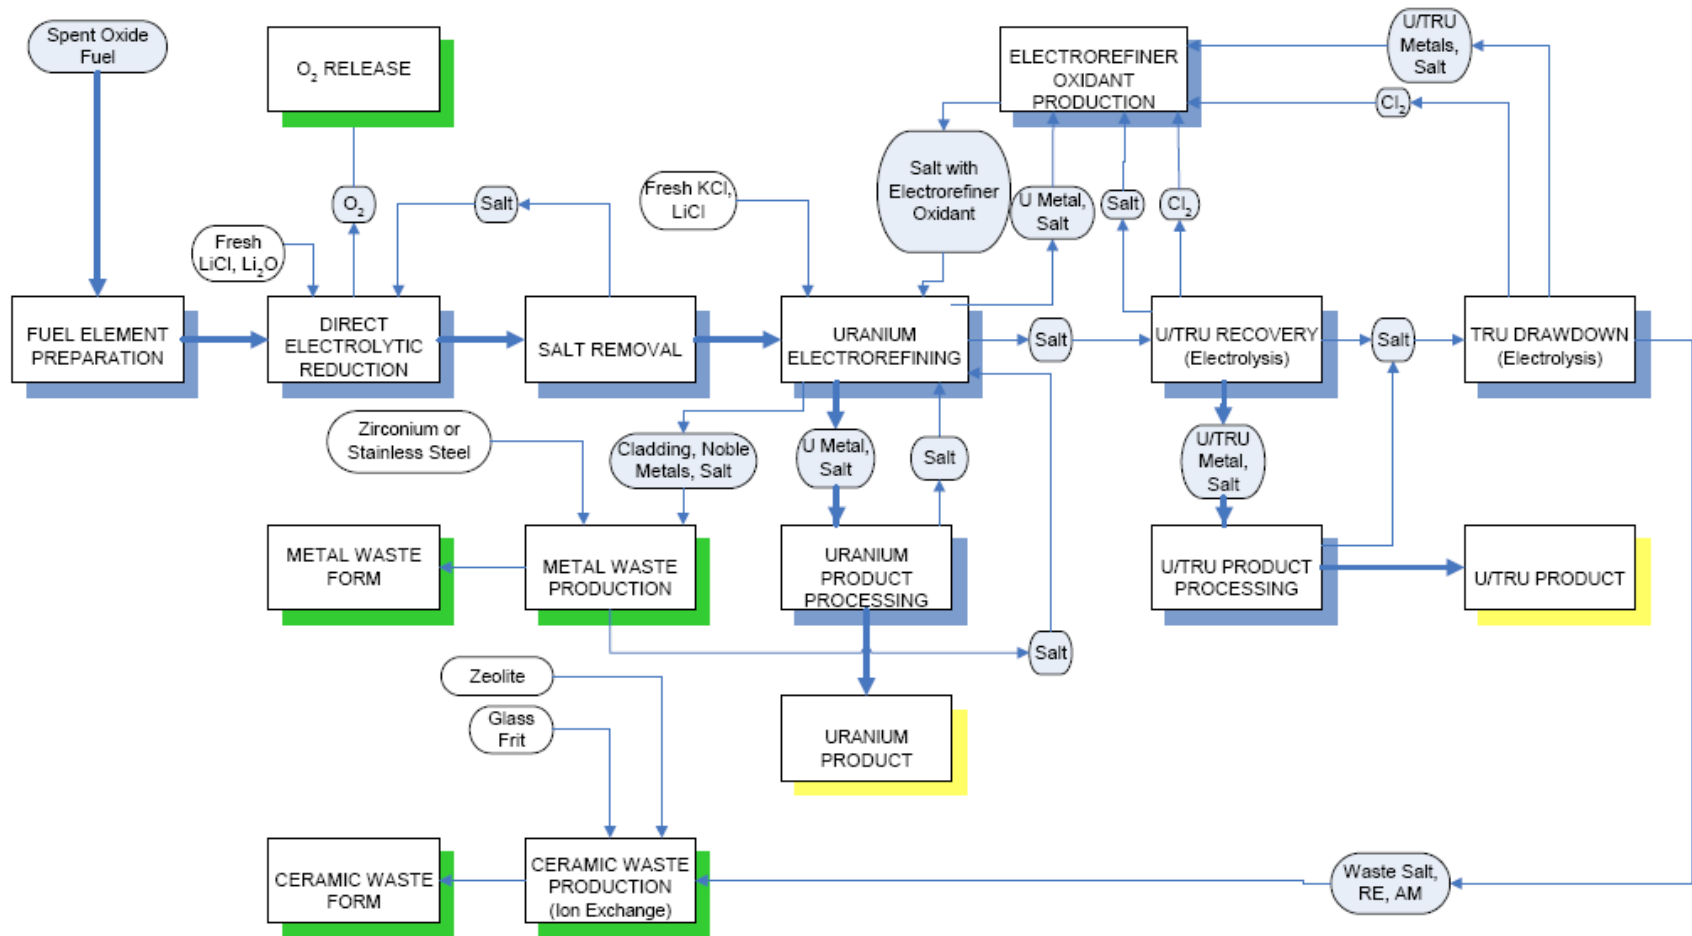 Spent Oxide
Fuel
O2 RELEASE
ELECTROREFINER
OXIDANT
PRODUCTION
U/TRU
Metals,
Salt
Cl2
Salt with
Electrorefiner
Oxidant
U Metal,
Salt
Salt
Cl2
Fresh KCl,
LiCl
O2
Salt
Fresh
LiCl, Li2O
FUEL ELEMENT
PREPARATION
DIRECT
ELECTROLYTIC
REDUCTION
SALT REMOVAL
URANIUM
ELECTROREFINING
Salt
U/TRU RECOVERY
(Electrolysis)
Salt
TRU DRAWDOWN
(Electrolysis)
Zirconium or
Stainless Steel
Cladding, Noble
Metals, Salt
U Metal,
Salt
Salt
U/TRU
Metal,
Salt
METAL WASTE
FORM
METAL WASTE
PRODUCTION
URANIUM
PRODUCT
PROCESSING
U/TRU PRODUCT
PROCESSING
U/TRU PRODUCT
Salt
Zeolite
Glass
Frit
URANIUM
PRODUCT
CERAMIC WASTE
FORM
CERAMIC WASTE
PRODUCTION
(Ion Exchange)
Waste Salt,
RE, AM